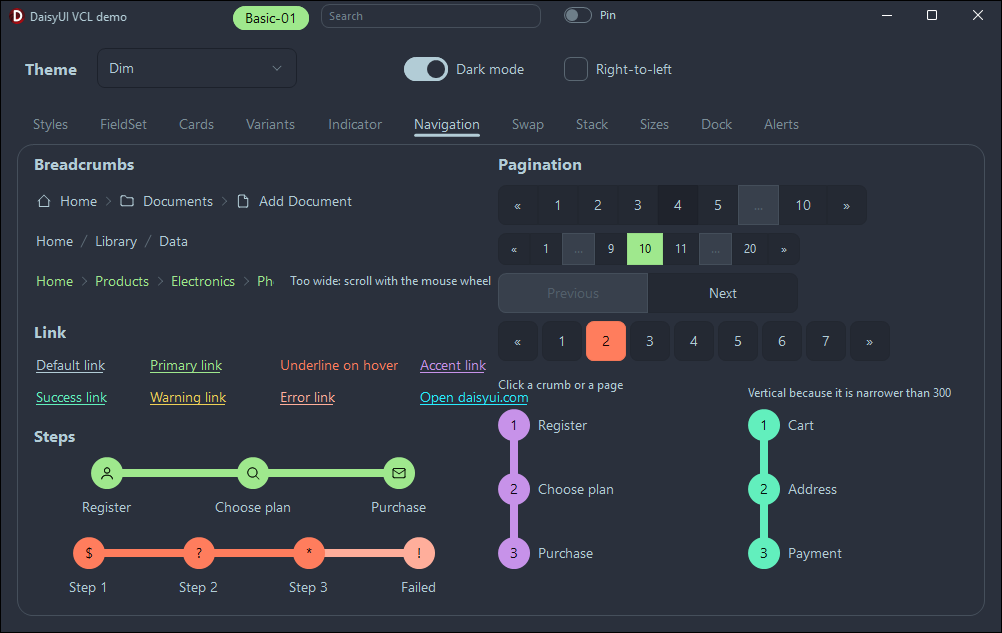 D DaisyUI VCL demo Basic-01 Search Pin
Theme Dim Dark mode Right-to-left
Styles FieldSet Cards Variants Indicator Navigation Swap Stack Sizes Dock Alerts
Breadcrumbs
Home Documents Add Document
Home / Library / Data
Home Products Electronics Ph Too wide: scroll with the mouse wheel
Link
Default link Primary link Underline on hover Accent link
Success link Warning link Error link Open daisyui.com
Steps
Register Choose plan Purchase
$ ? * !
Step 1 Step 2 Step 3 Failed
Pagination
« 1 2 3 4 5 ... 10 »
« 1 ... 9 10 11 ... 20 »
Previous Next
« 1 2 3 4 5 6 7 »
Click a crumb or a page
1 Register
2 Choose plan
3 Purchase
Vertical because it is narrower than 300
1 Cart
2 Address
3 Payment